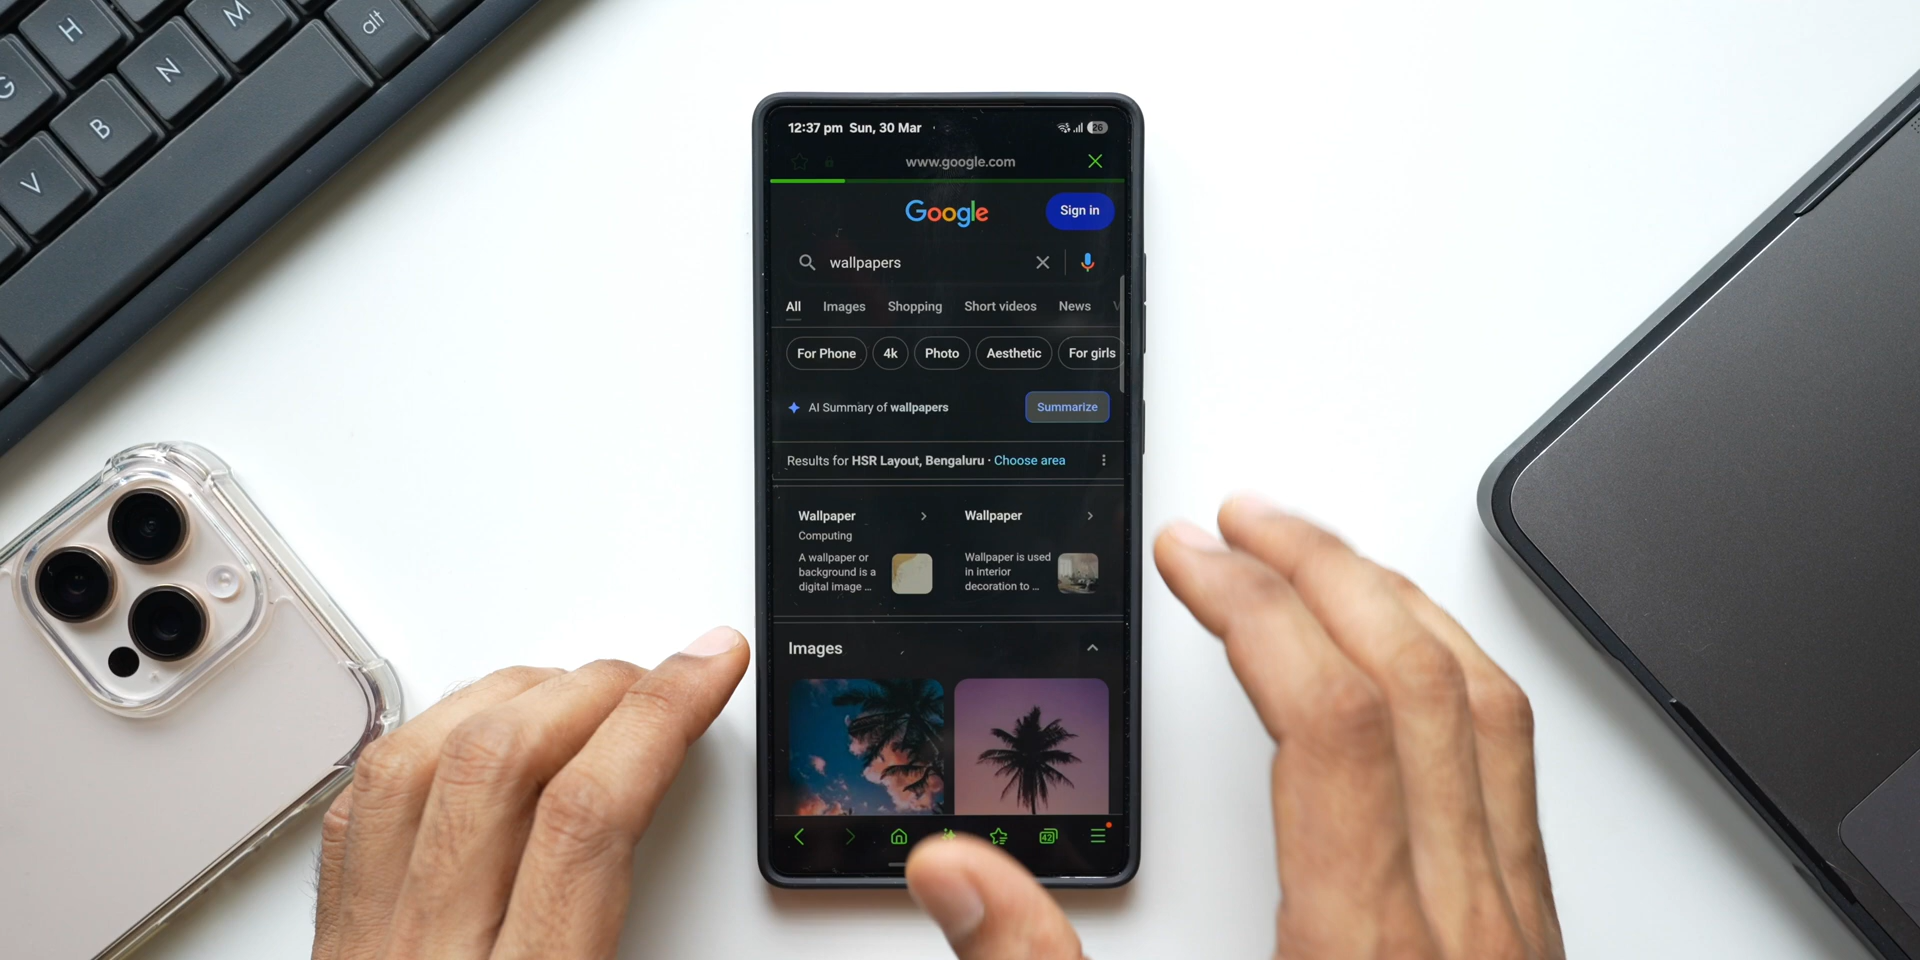 H
M
alt
G
N
B
V
12:37 pm Sun, 30 Mar
26
www.google.com
Google
Sign in
wallpapers
All Images Shopping Short videos News
For Phone 4k Photo Aesthetic For girls
AI Summary of wallpapers Summarize
Results for HSR Layout, Bengaluru · Choose area
Wallpaper
Computing
A wallpaper or
background is a
digital image ...
Wallpaper
Wallpaper is used
in interior
decoration to ...
Images
42